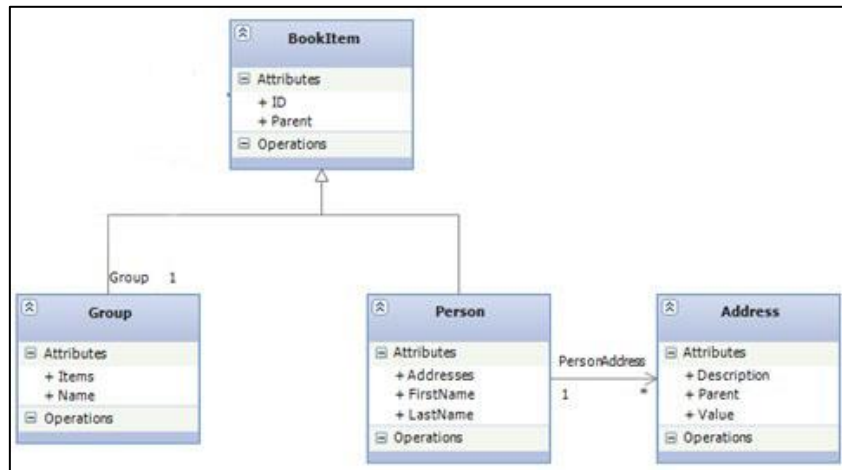 BookItem
Attributes
+ ID
+ Parent
Operations
Group 1
Group
Attributes
+ Items
+ Name
Operations
Person
Attributes
+ Addresses
+ FirstName
+ LastName
Operations
PersonAddress
1 *
Address
Attributes
+ Description
+ Parent
+ Value
Operations